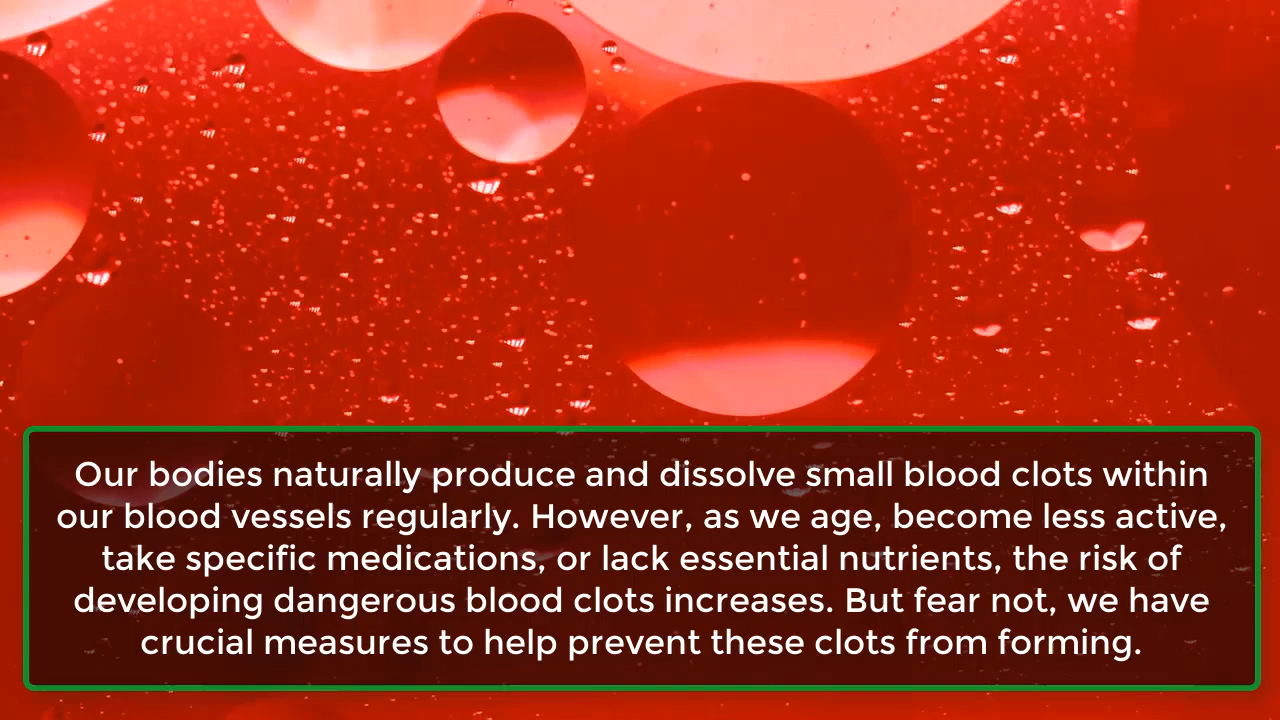 Our bodies naturally produce and dissolve small blood clots within
our blood vessels regularly. However, as we age, become less active,
take specific medications, or lack essential nutrients, the risk of
developing dangerous blood clots increases. But fear not, we have
crucial measures to help prevent these clots from forming.